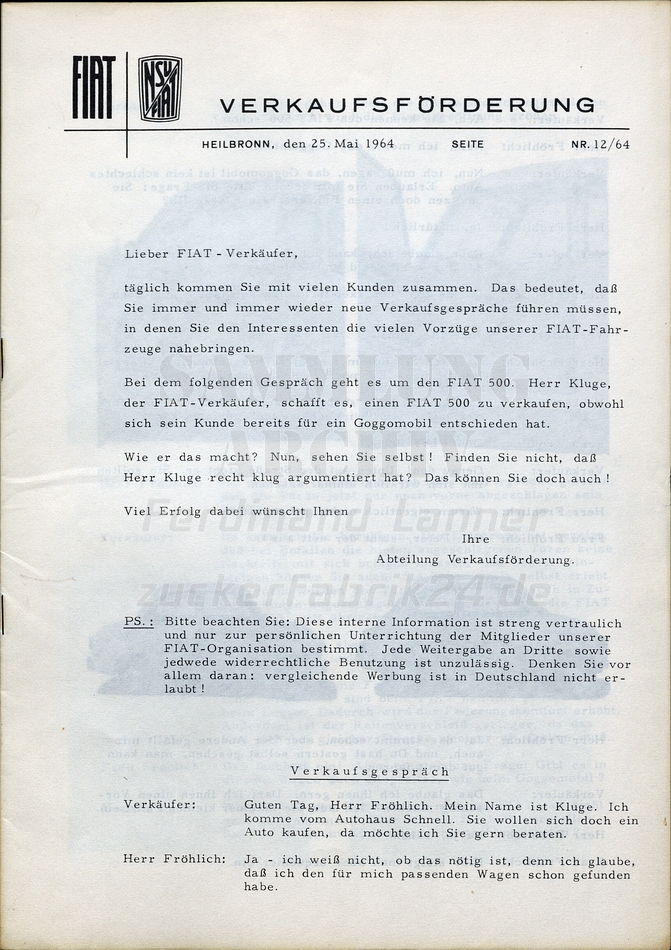 FIAT NSU FIAT VERKAUFSFÖRDERUNG
HEILBRONN, den 25. Mai 1964 SEITE NR. 12/64
Lieber FIAT - Verkäufer,
täglich kommen Sie mit vielen Kunden zusammen. Das bedeutet, daß
Sie immer und immer wieder neue Verkaufsgespräche führen müssen,
in denen Sie den Interessenten die vielen Vorzüge unserer FIAT-Fahr-
zeuge nahebringen.
Bei dem folgenden Gespräch geht es um den FIAT 500. Herr Kluge,
der FIAT-Verkäufer, schafft es, einen FIAT 500 zu verkaufen, obwohl
sich sein Kunde bereits für ein Goggomobil entschieden hat.
Wie er das macht? Nun, sehen Sie selbst! Finden Sie nicht, daß
Herr Kluge recht klug argumentiert hat? Das können Sie doch auch!
Viel Erfolg dabei wünscht Ihnen
Ihre
Abteilung Verkaufsförderung.
SAMMLUNG
ARCHIV
Ferdinand Lanner
zuckerfabrik24.de
PS.: Bitte beachten Sie: Diese interne Information ist streng vertraulich
und nur zur persönlichen Unterrichtung der Mitglieder unserer
FIAT-Organisation bestimmt. Jede Weitergabe an Dritte sowie
jedwede widerrechtliche Benutzung ist unzulässig. Denken Sie vor
allem daran: vergleichende Werbung ist in Deutschland nicht er-
laubt!
Verkaufsgespräch
Verkäufer: Guten Tag, Herr Fröhlich. Mein Name ist Kluge. Ich
komme vom Autohaus Schnell. Sie wollen sich doch ein
Auto kaufen, da möchte ich Sie gern beraten.
Herr Fröhlich: Ja - ich weiß nicht, ob das nötig ist, denn ich glaube,
daß ich den für mich passenden Wagen schon gefunden
habe.